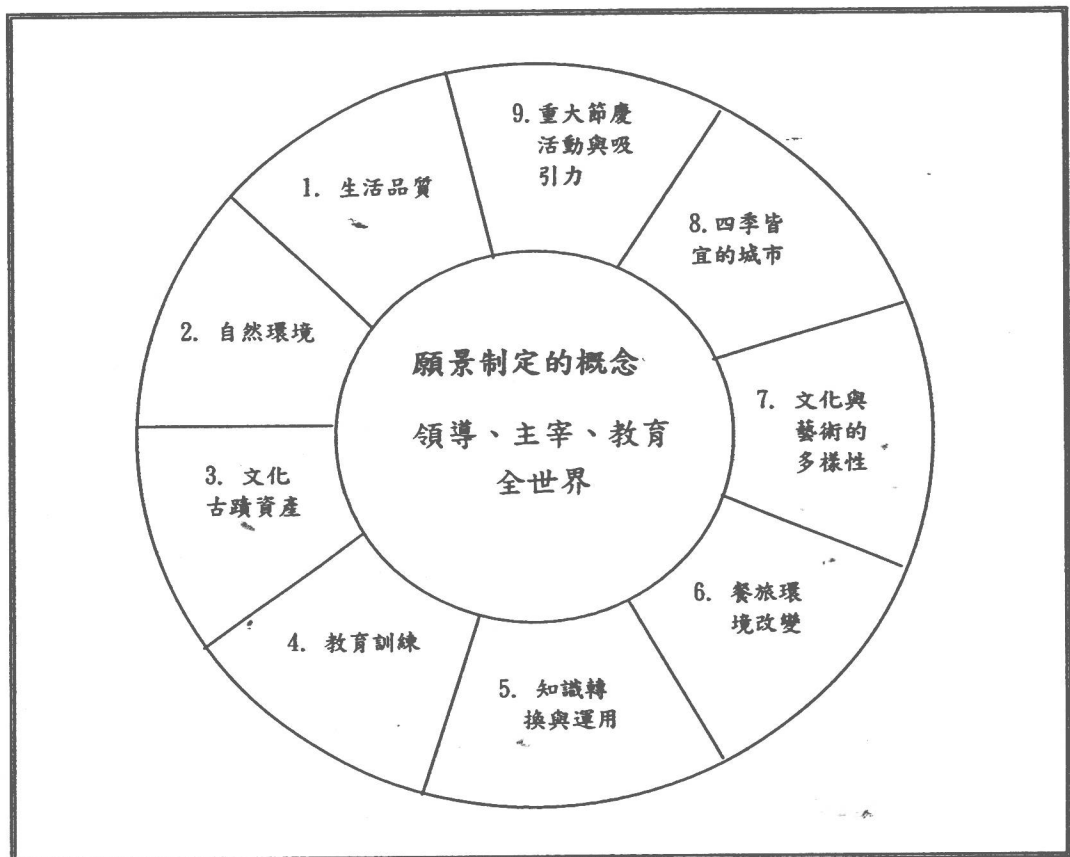 願景制定的概念
領導、主宰、教育
全世界
1. 生活品質
2. 自然環境
3. 文化
古蹟資產
4. 教育訓練
5. 知識轉
換與運用
6. 餐旅環
境改變
7. 文化與
藝術的
多樣性
8. 四季皆
宜的城市
9. 重大節慶
活動與吸
引力